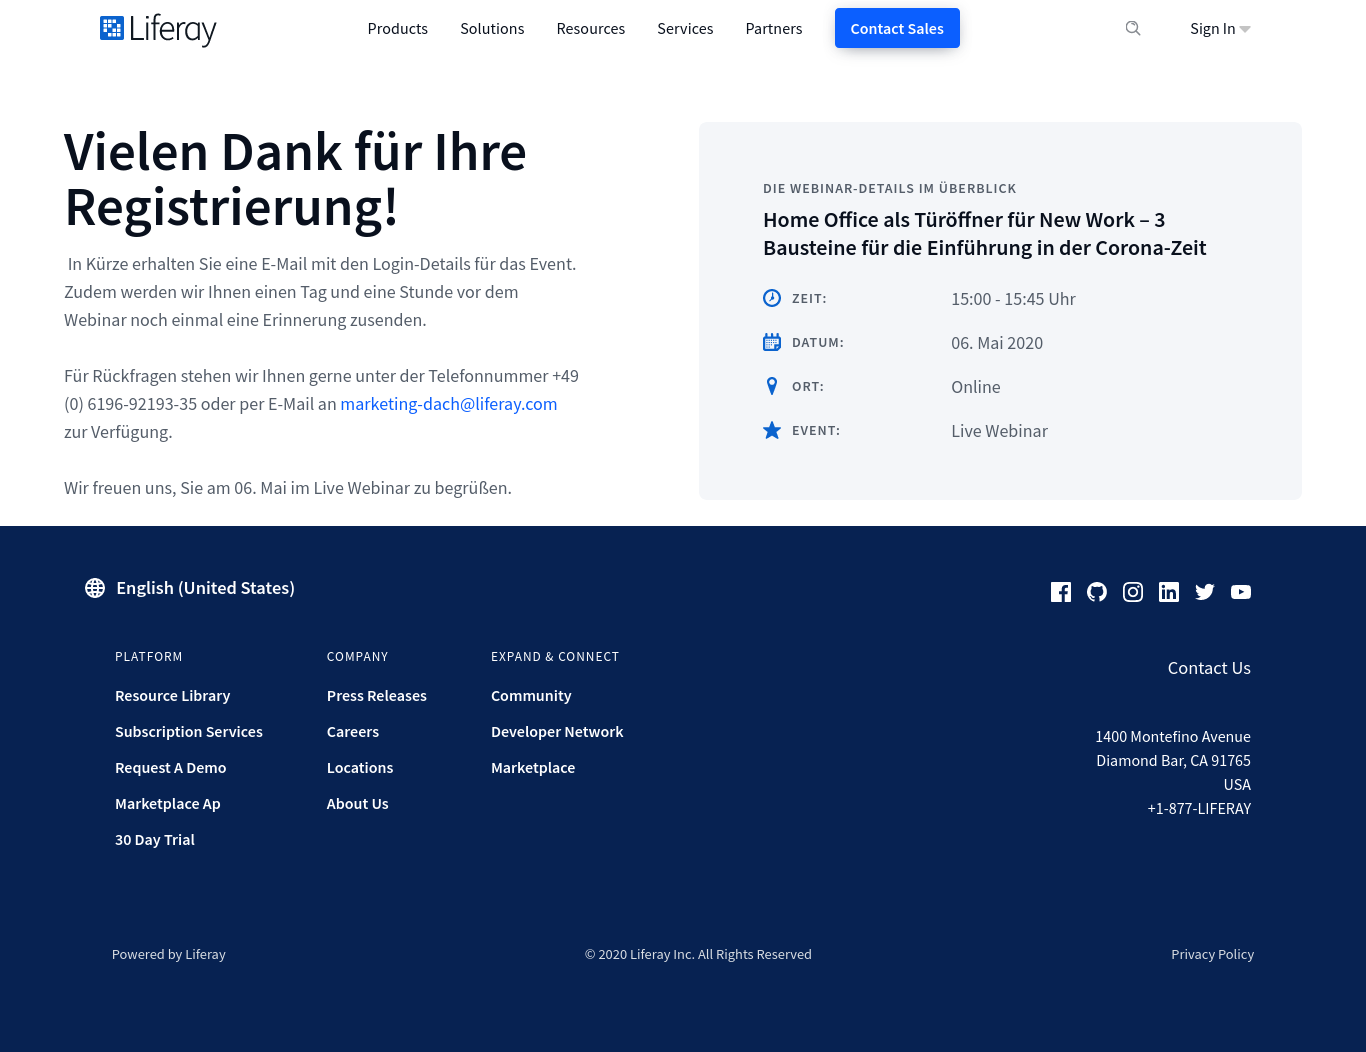 Liferay
Products Solutions Resources Services Partners Contact Sales Sign In
Vielen Dank für Ihre
Registrierung!
In Kürze erhalten Sie eine E-Mail mit den Login-Details für das Event.
Zudem werden wir Ihnen einen Tag und eine Stunde vor dem
Webinar noch einmal eine Erinnerung zusenden.
Für Rückfragen stehen wir Ihnen gerne unter der Telefonnummer +49
(0) 6196-92193-35 oder per E-Mail an marketing-dach@liferay.com
zur Verfügung.
Wir freuen uns, Sie am 06. Mai im Live Webinar zu begrüßen.
DIE WEBINAR-DETAILS IM ÜBERBLICK
Home Office als Türöffner für New Work – 3
Bausteine für die Einführung in der Corona-Zeit
ZEIT: 15:00 - 15:45 Uhr
DATUM: 06. Mai 2020
ORT: Online
EVENT: Live Webinar
English (United States)
PLATFORM
Resource Library
Subscription Services
Request A Demo
Marketplace Ap
30 Day Trial
COMPANY
Press Releases
Careers
Locations
About Us
EXPAND & CONNECT
Community
Developer Network
Marketplace
Contact Us
1400 Montefino Avenue
Diamond Bar, CA 91765
USA
+1-877-LIFERAY
Powered by Liferay
© 2020 Liferay Inc. All Rights Reserved
Privacy Policy